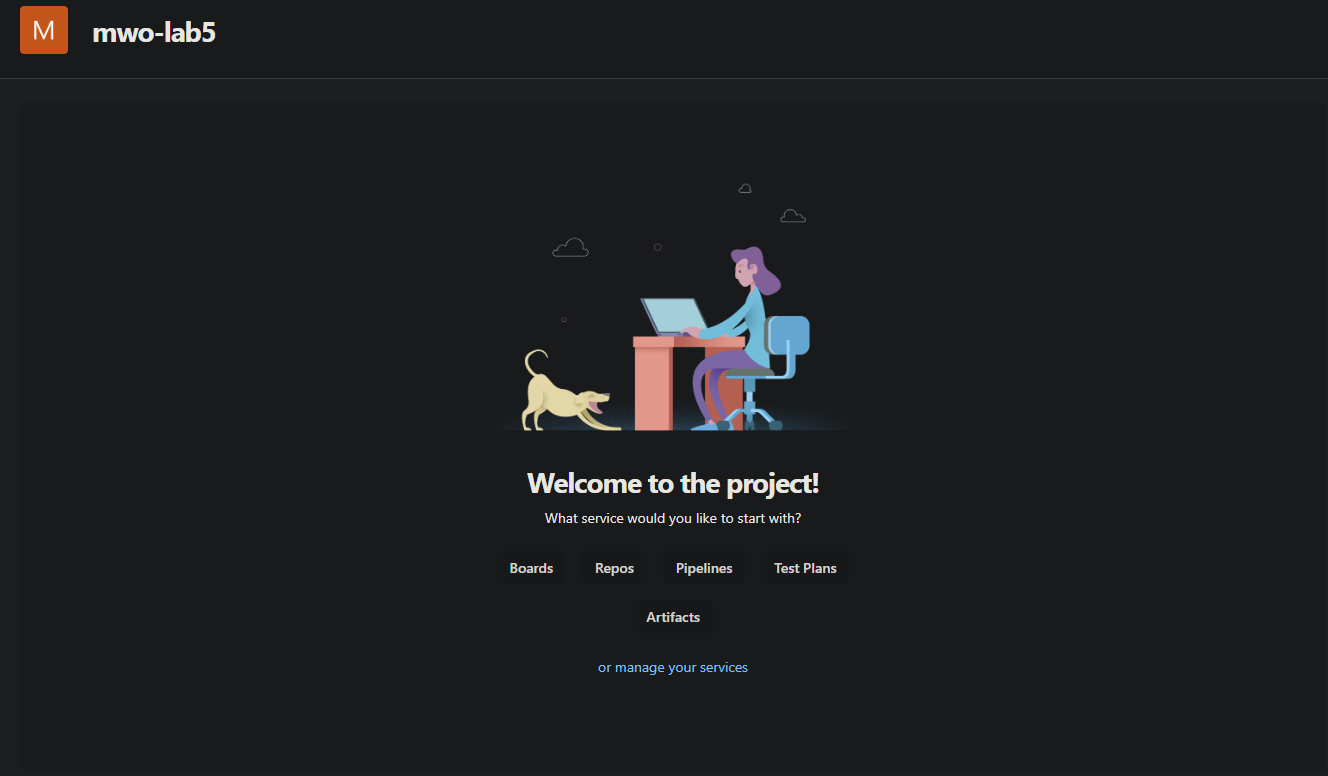 M
mwo-lab5
Welcome to the project!
What service would you like to start with?
Boards Repos Pipelines Test Plans
Artifacts
or manage your services